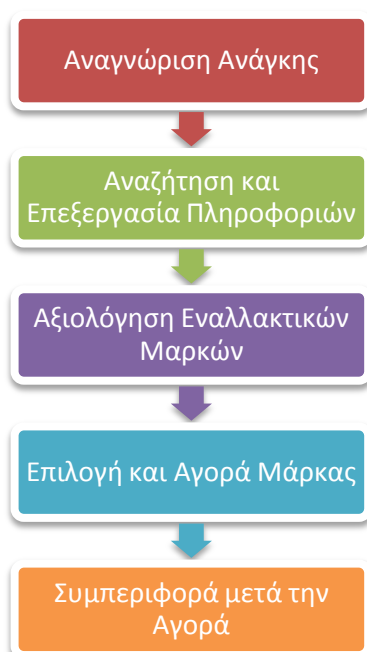 Αναγνώριση Ανάγκης
Αναζήτηση και
Επεξεργασία Πληροφοριών
Αξιολόγηση Εναλλακτικών
Μαρκών
Επιλογή και Αγορά Μάρκας
Συμπεριφορά μετά την
Αγορά